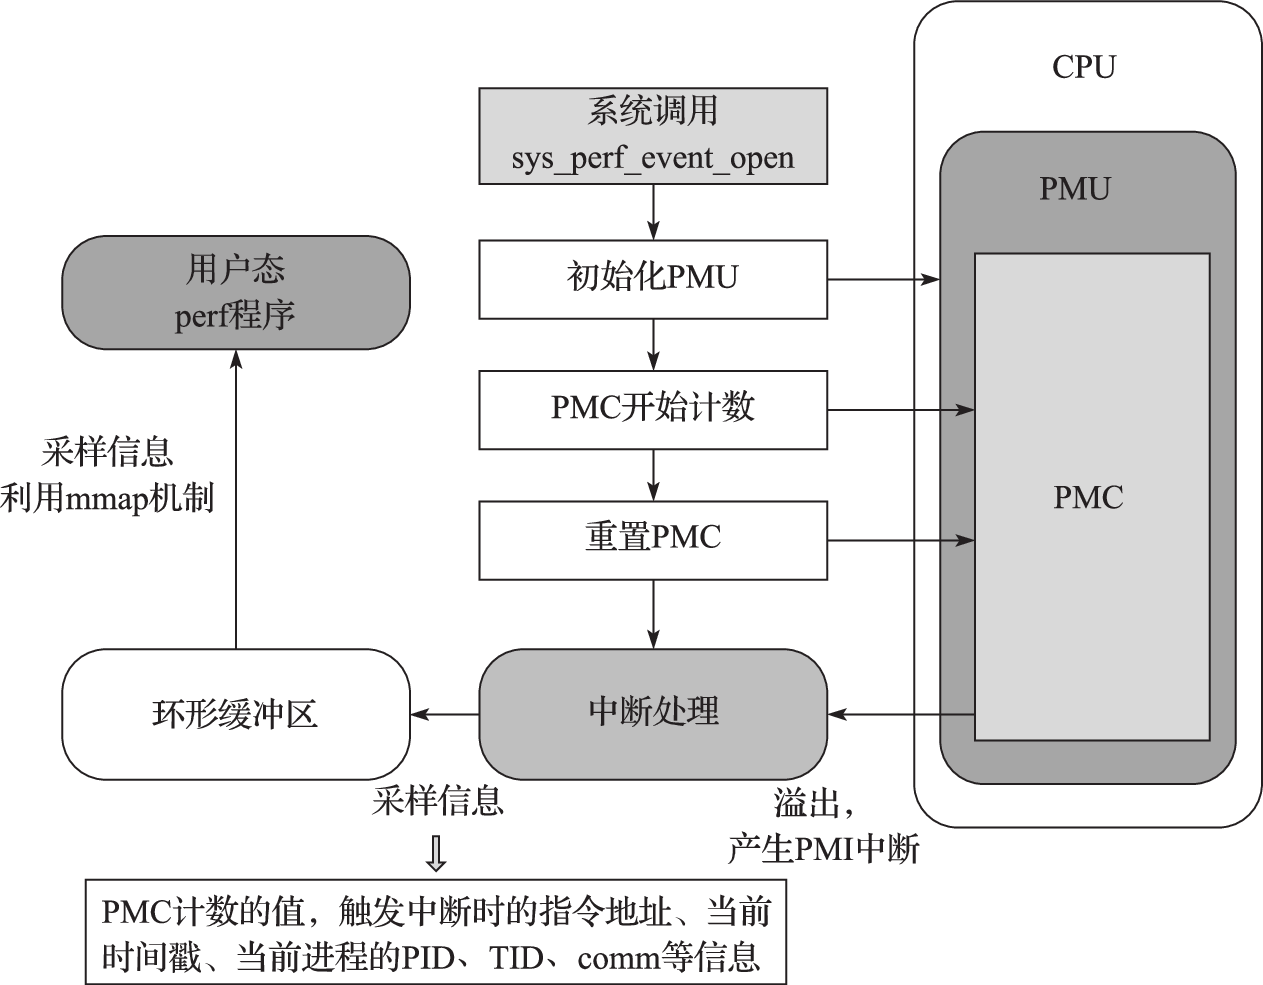 CPU
系统调用
sys_perf_event_open
PMU
用户态
perf程序
初始化PMU
PMC开始计数
采样信息
利用mmap机制
PMC
重置PMC
环形缓冲区
中断处理
采样信息
溢出，
产生PMI中断
PMC计数的值，触发中断时的指令地址、当前
时间戳、当前进程的PID、TID、comm等信息